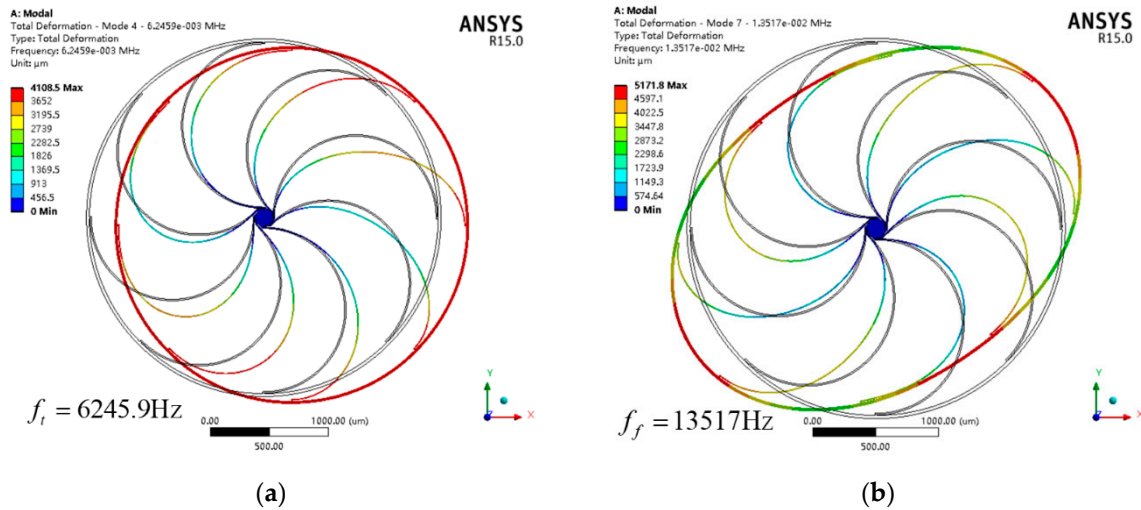 A: Modal
Total Deformation - Mode 4 - 6.2459e-003 MHz
Type: Total Deformation
Frequency: 6.2459e-003 MHz
Unit: µm
ANSYS
R15.0
4108.5 Max
3652
3195.5
2739
2282.5
1826
1369.5
913
456.5
0 Min
f_t = 6245.9Hz
0.00 1000.00 (um)
500.00
Y
X
Z
(a)
A: Modal
Total Deformation - Mode 7 - 1.3517e-002 MHz
Type: Total Deformation
Frequency: 1.3517e-002 MHz
Unit: µm
ANSYS
R15.0
5171.8 Max
4597.1
4022.5
3447.8
2873.2
2298.6
1723.9
1149.3
574.64
0 Min
f_f = 13517Hz
0.00 1000.00 (um)
500.00
Y
X
Z
(b)